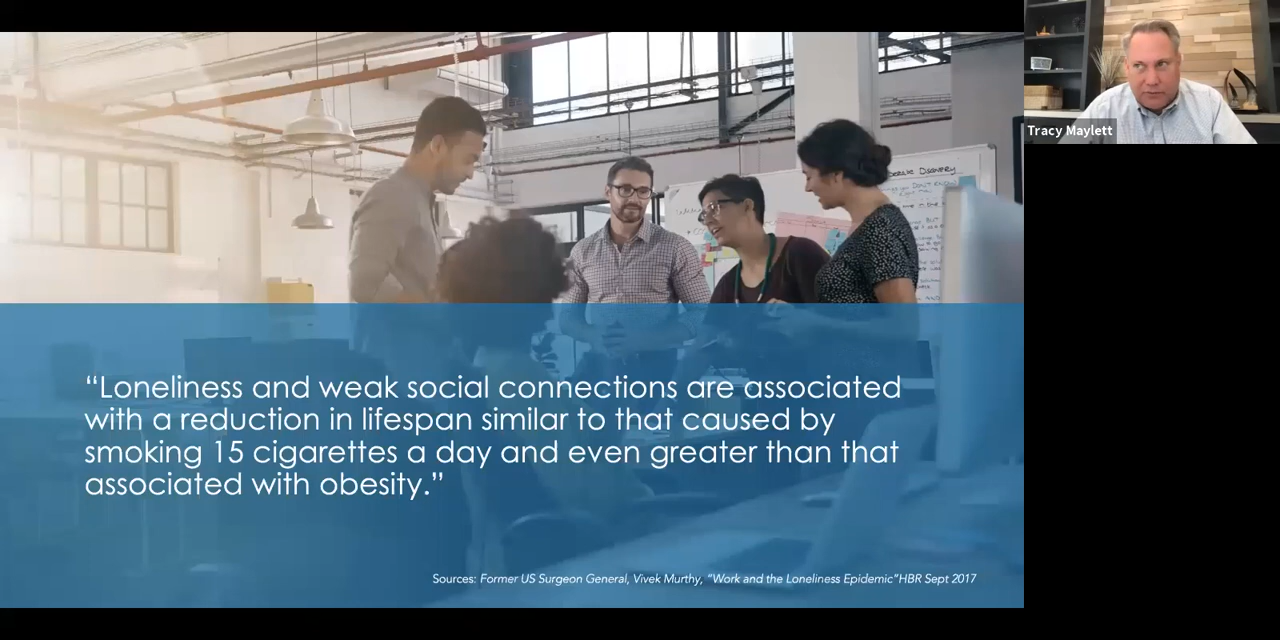 Tracy Maylett
“Loneliness and weak social connections are associated
with a reduction in lifespan similar to that caused by
smoking 15 cigarettes a day and even greater than that
associated with obesity.”
Sources: Former US Surgeon General, Vivek Murthy, “Work and the Loneliness Epidemic”HBR Sept 2017